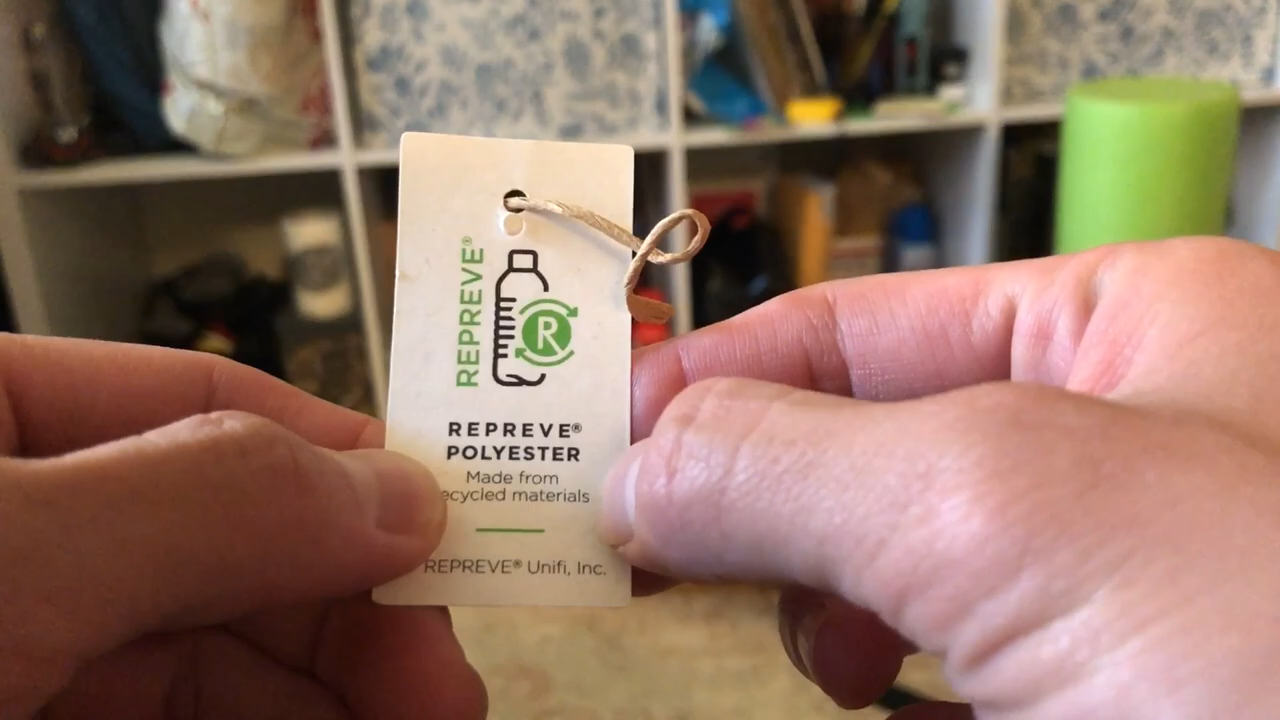 REPREVE®
R
REPREVE®
POLYESTER
Made from
ecycled materials
REPREVE® Unifi, Inc.